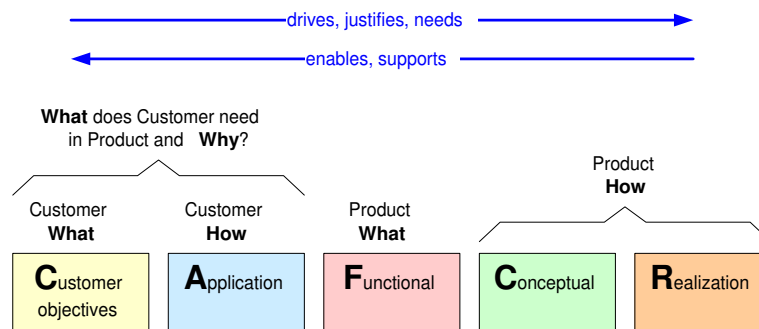 drives, justifies, needs
enables, supports
What does Customer need
in Product and Why?
Product
How
Customer
What
Customer
How
Product
What
Customer
objectives
Application
Functional
Conceptual
Realization